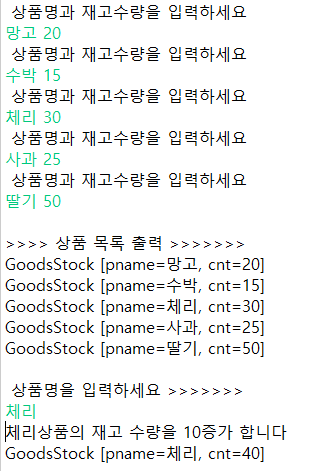 상품명과 재고수량을 입력하세요
망고 20
상품명과 재고수량을 입력하세요
수박 15
상품명과 재고수량을 입력하세요
체리 30
상품명과 재고수량을 입력하세요
사과 25
상품명과 재고수량을 입력하세요
딸기 50
>>>> 상품 목록 출력 >>>>>>>
GoodsStock [pname=망고, cnt=20]
GoodsStock [pname=수박, cnt=15]
GoodsStock [pname=체리, cnt=30]
GoodsStock [pname=사과, cnt=25]
GoodsStock [pname=딸기, cnt=50]
상품명을 입력하세요 >>>>>>>
체리
체리상품의 재고 수량을 10증가 합니다
GoodsStock [pname=체리, cnt=40]